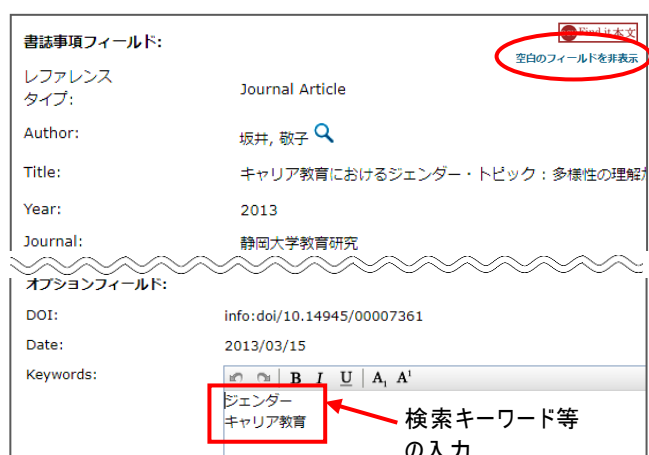 書誌事項フィールド:
Find it 本文
空白のフィールドを非表示
レファレンス
タイプ:
Journal Article
Author:
坂井, 敬子
Title:
キャリア教育におけるジェンダー・トピック : 多様性の理解が
Year:
2013
Journal:
静岡大学教育研究
オプションフィールド:
DOI:
info:doi/10.14945/00007361
Date:
2013/03/15
Keywords:
B I U A₁ A¹
ジェンダー
キャリア教育
検索キーワード等
の入力